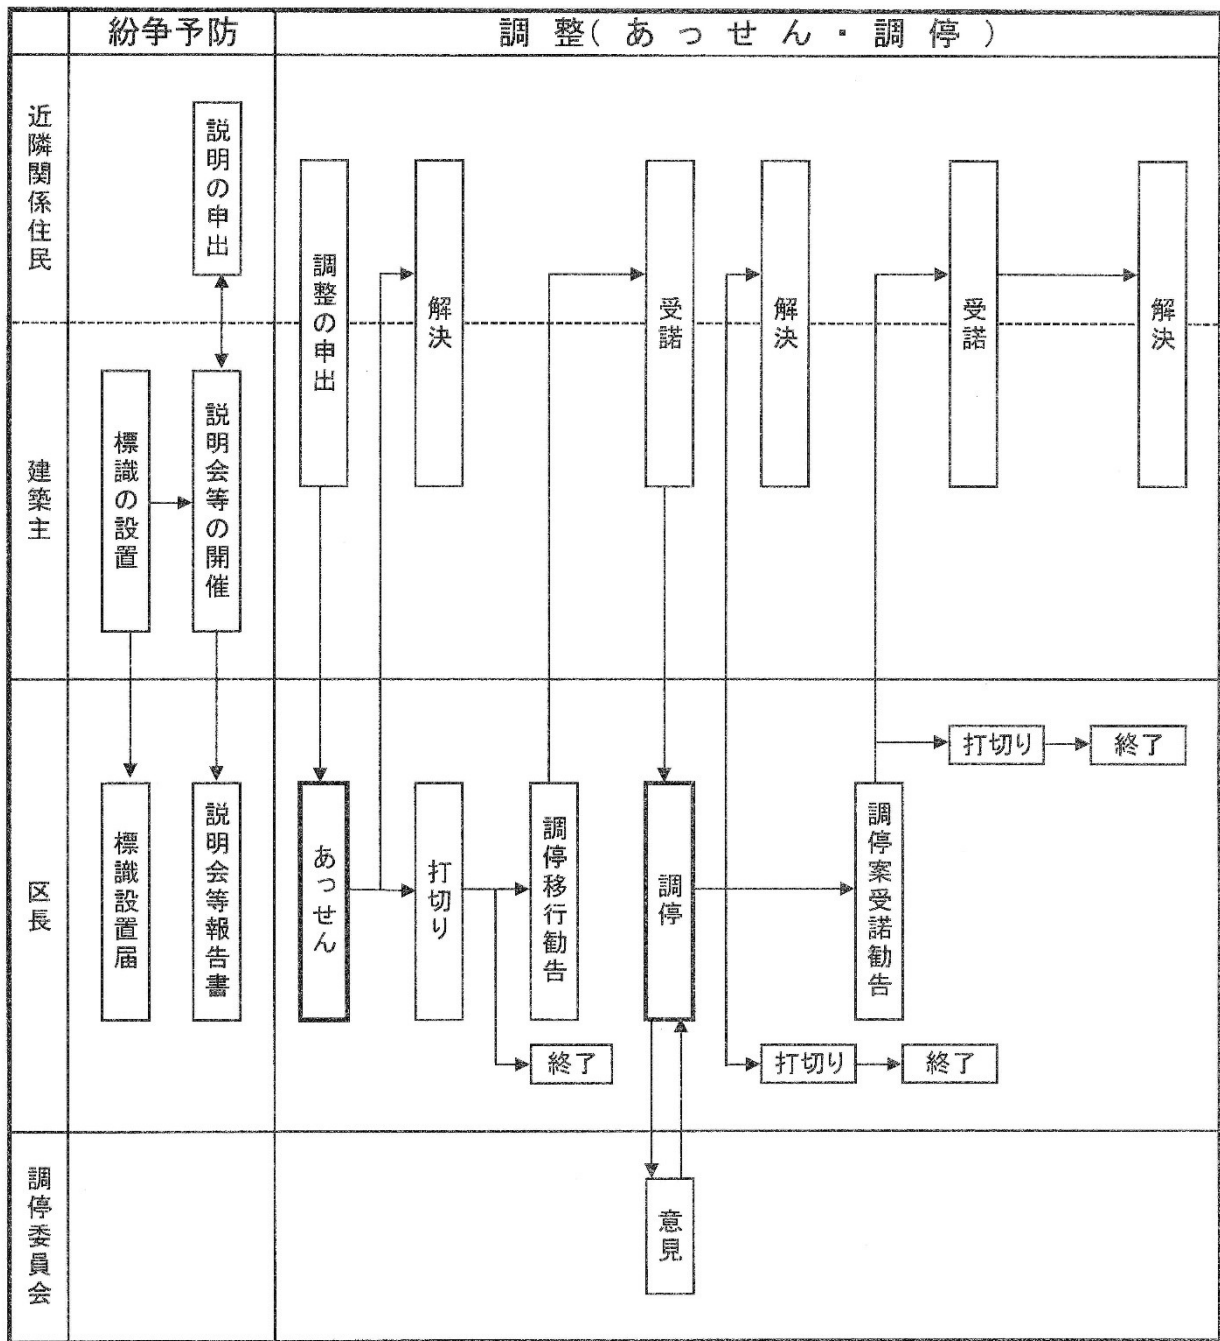 紛争予防
調整(あっせん・調停)
近隣関係住民
説明の申出
調整の申出
解決
受諾
解決
受諾
解決
建築主
標識の設置
説明会等の開催
区長
標識設置届
説明会等報告書
あっせん
打切り
調停移行勧告
終了
調停
打切り
終了
調停案受諾勧告
打切り
終了
調停委員会
意見